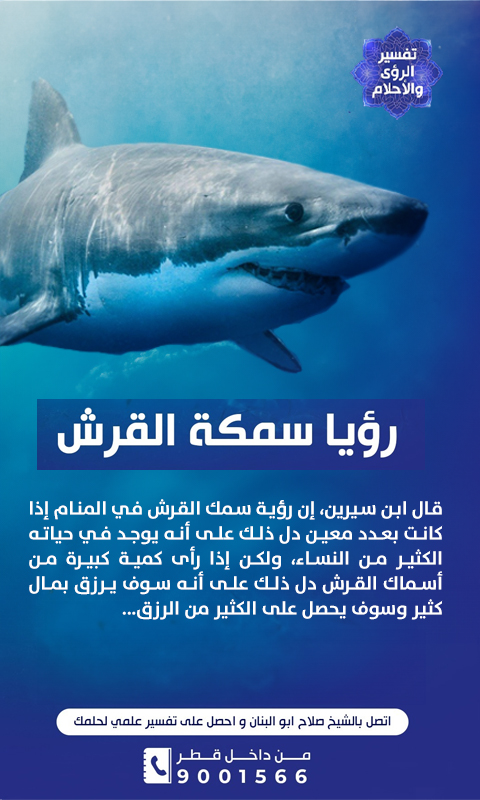 تفسير
الرؤى
والأحلام
رؤيا سمكة القرش
قال ابن سيرين، إن رؤية سمك القرش في المنام إذا
كانت بعدد معين دل ذلك على أنه يوجد في حياته
الكثير من النساء، ولكن إذا رأى كمية كبيرة من
أسماك القرش دل ذلك على أنه سوف يرزق بمال
كثير وسوف يحصل على الكثير من الرزق...
اتصل بالشيخ صلاح ابو البنان و احصل على تفسير علمي لحلمك
من داخل قطر
9001566